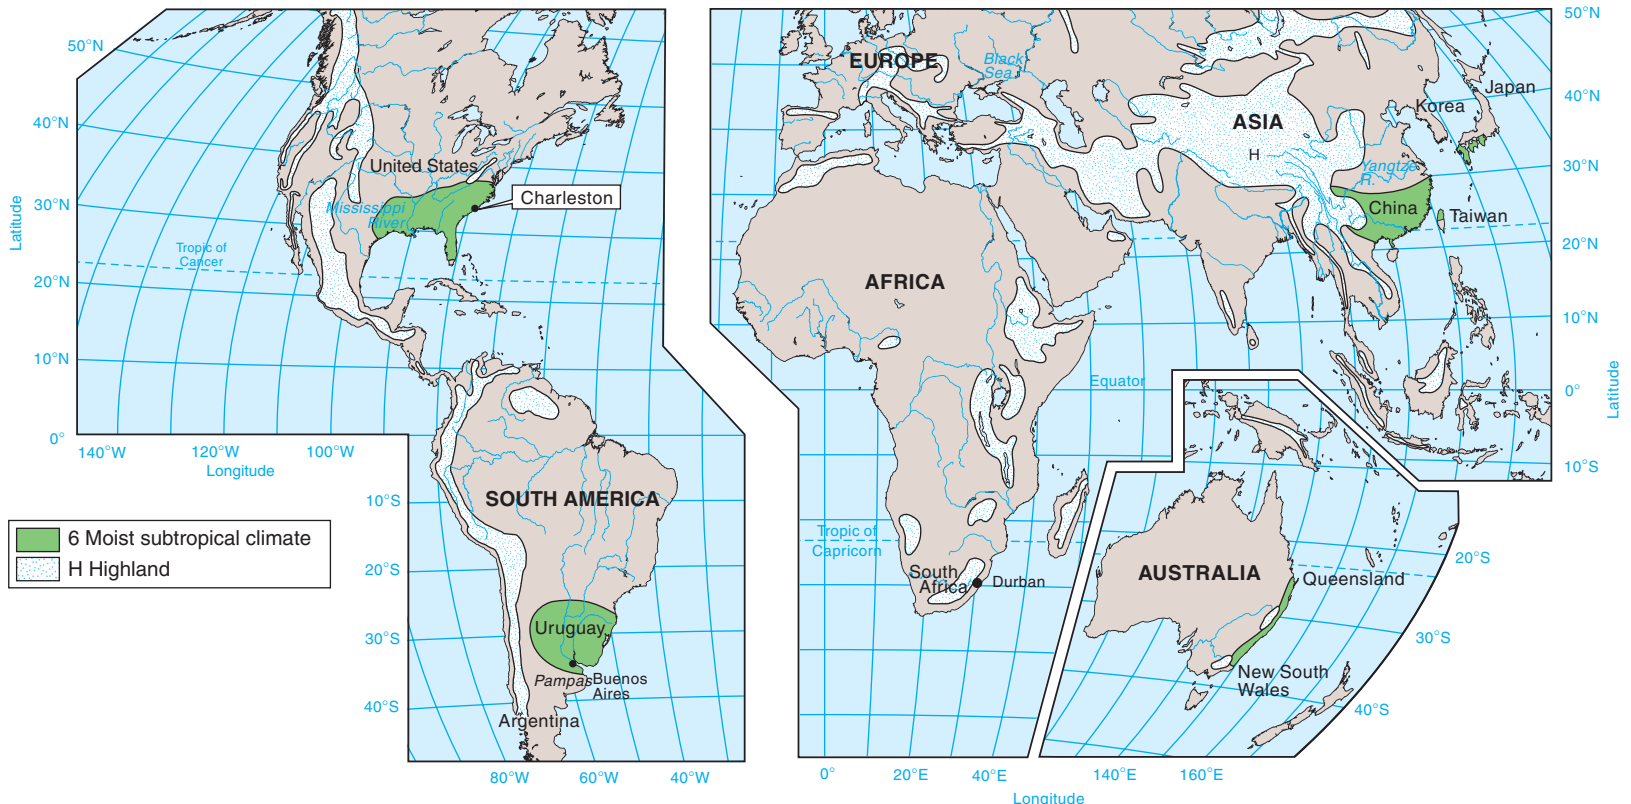 50°N
40°N
30°N
20°N
10°N
0°
Latitude
140°W
120°W
100°W
Longitude
Tropic of
Cancer
United States
Mississippi
River
Charleston
SOUTH AMERICA
10°S
20°S
30°S
40°S
Uruguay
Pampas
Buenos
Aires
Argentina
80°W
60°W
40°W
6 Moist subtropical climate
H Highland
EUROPE
Black
Sea
ASIA
H
Korea
Japan
Yangtze
R.
China
Taiwan
AFRICA
Equator
Tropic of
Capricorn
South
Africa
Durban
0°
20°E
40°E
Longitude
50°N
40°N
30°N
20°N
10°N
0°
10°S
Latitude
AUSTRALIA
Queensland
New South
Wales
20°S
30°S
40°S
140°E
160°E